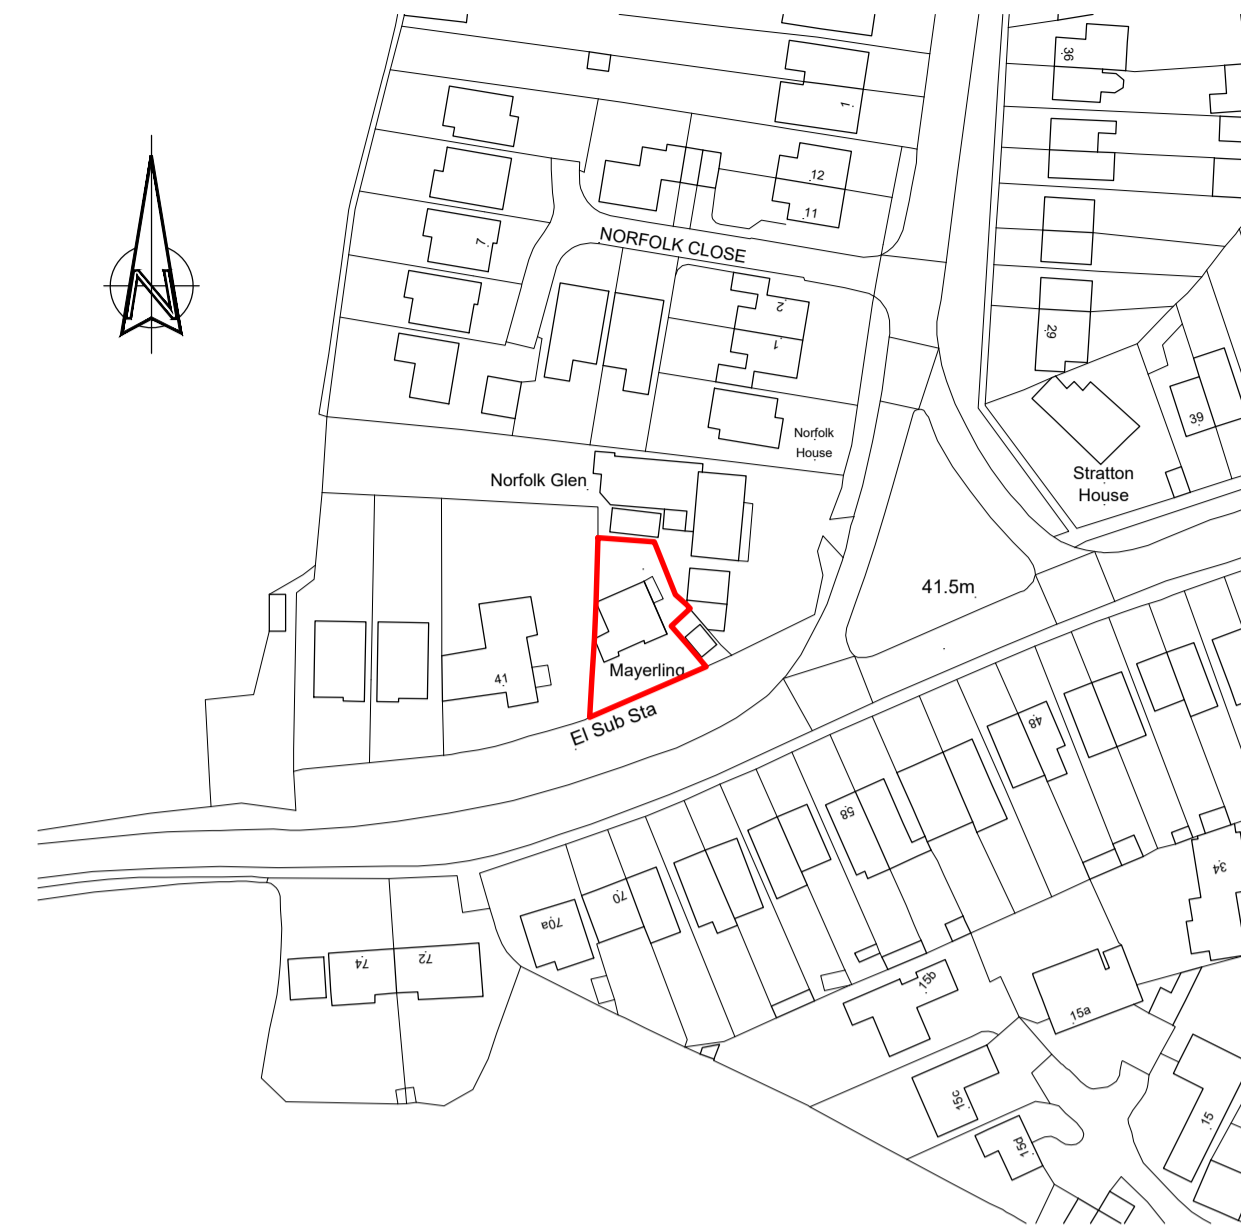 36
1
12
11
7
NORFOLK CLOSE
2
1
29
39
Norfolk
House
Stratton
House
Norfolk Glen
41.5m
Mayerling
41
El Sub Sta
48
58
34
70
70a
74
72
15b
15a
15c
15d
15
N